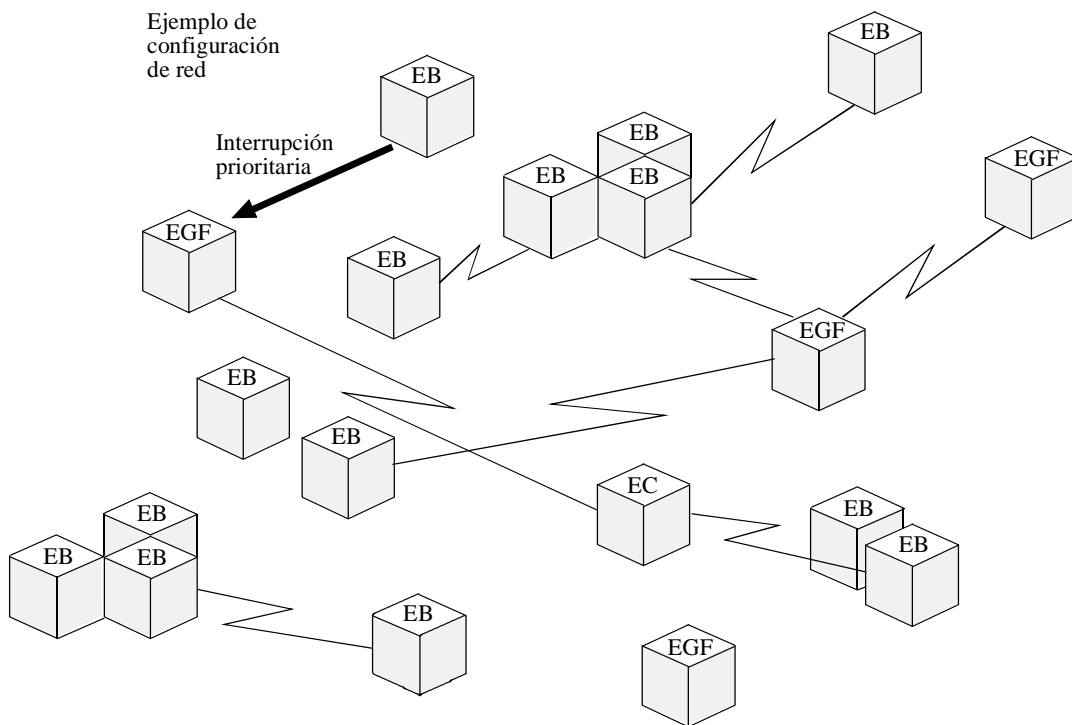 Ejemplo de
configuración
de red
EB
EB
EB
EB
EB
Interrupción
prioritaria
EGF
EGF
EB
EGF
EB
EB
EC
EB
EB
EB
EB
EB
EB
EGF